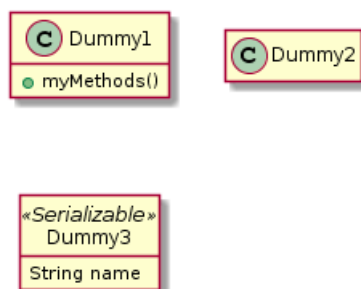 C Dummy1
myMethods()
C Dummy2
«Serializable»
Dummy3
String name